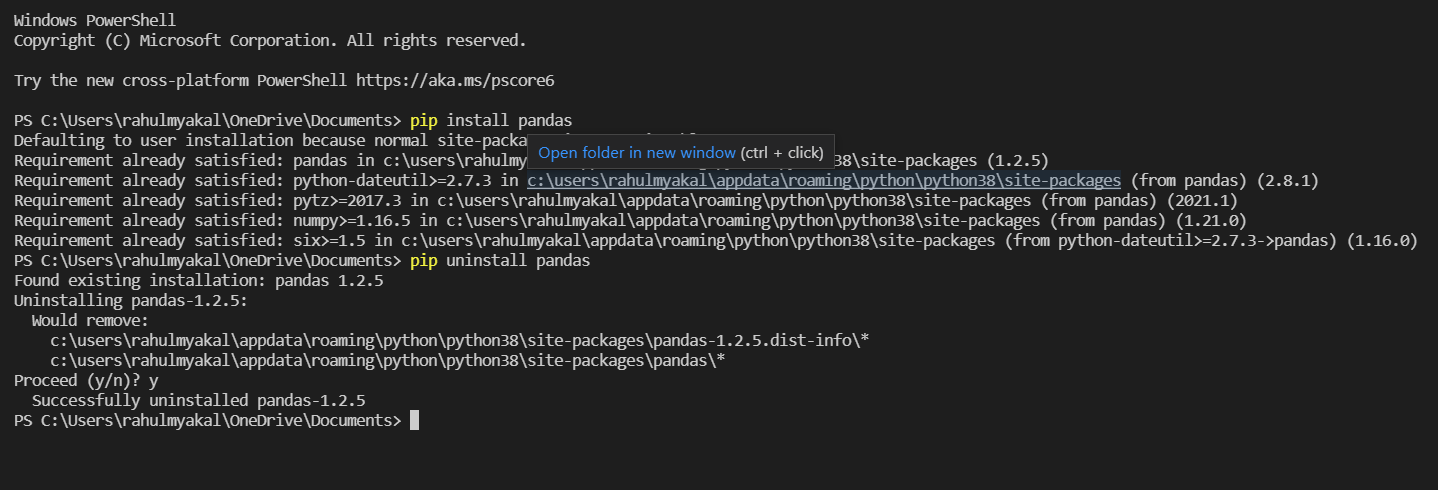 Windows PowerShell
Copyright (C) Microsoft Corporation. All rights reserved.
Try the new cross-platform PowerShell https://aka.ms/pscore6
PS C:\Users\rahulmyakal\OneDrive\Documents> pip install pandas
Defaulting to user installation because normal
Open folder in new window (ctrl + click)
Requirement already satisfied: pandas in c:\users\ 38\site-packages (1.2.5)
Requirement already satisfied: python-dateutil>=2.7.3 in c:\users\rahulmyakal\appdata\roaming\python\python38\site-packages (from pandas) (2.8.1)
Requirement already satisfied: pytz>=2017.3 in c:\users\rahulmyakal\appdata\roaming\python\python38\site-packages (from pandas) (2021.1)
Requirement already satisfied: numpy>=1.16.5 in c:\users\rahulmyakal\appdata\roaming\python\python38\site-packages (from pandas) (1.21.0)
Requirement already satisfied: six>=1.5 in c:\users\rahulmyakal\appdata\roaming\python\python38\site-packages (from python-dateutil>=2.7.3->pandas) (1.16.0)
PS C:\Users\rahulmyakal\OneDrive\Documents> pip uninstall pandas
Found existing installation: pandas 1.2.5
Uninstalling pandas-1.2.5:
Would remove:
c:\users\rahulmyakal\appdata\roaming\python\python38\site-packages\pandas-1.2.5.dist-info\*
c:\users\rahulmyakal\appdata\roaming\python\python38\site-packages\pandas\*
Proceed (y/n)? y
Successfully uninstalled pandas-1.2.5
PS C:\Users\rahulmyakal\OneDrive\Documents>